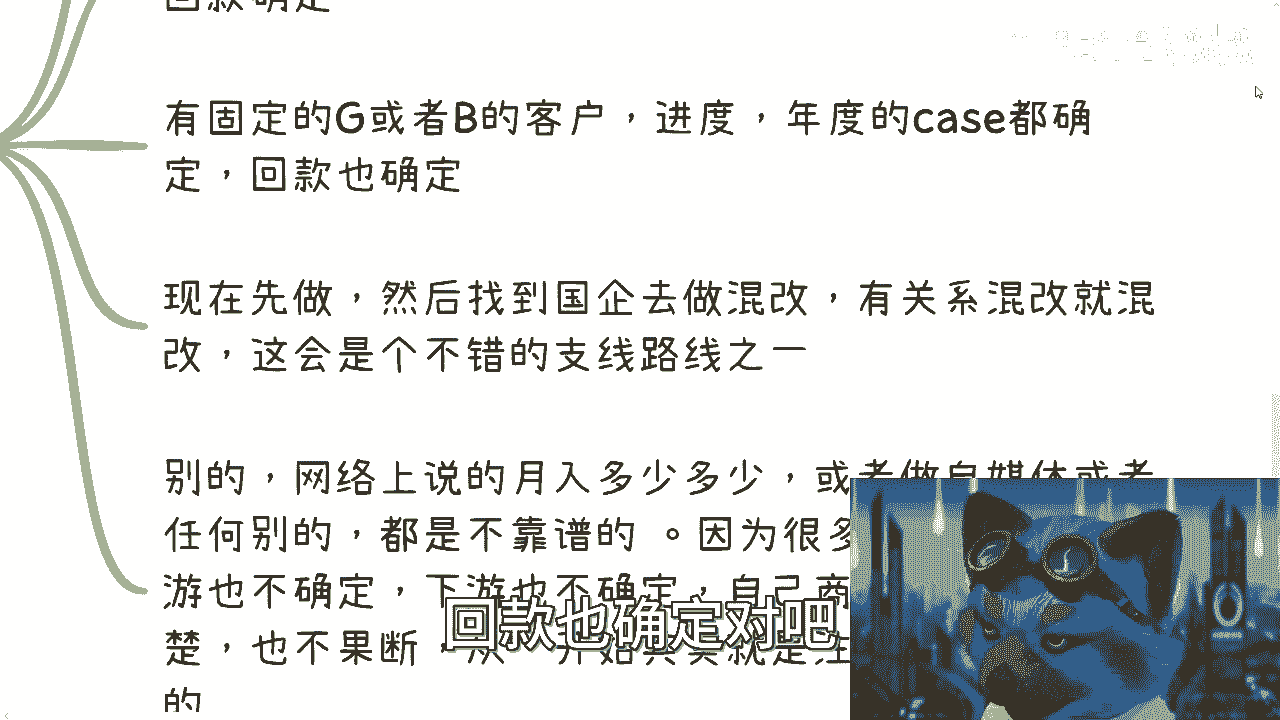 回款确定
有固定的G或者B的客户，进度，年度的case都确
定，回款也确定
现在先做，然后找到国企去做混改，有关系混改就混
改，这会是个不错的支线路线之一
别的，网络上说的月入多少多少，或者做自媒体或者
任何别的，都是不靠谱的 。因为很多
游也不确定，下游也不确定，自己商
楚，也不果断，从一开始其实就是注
的
回款也确定对吧